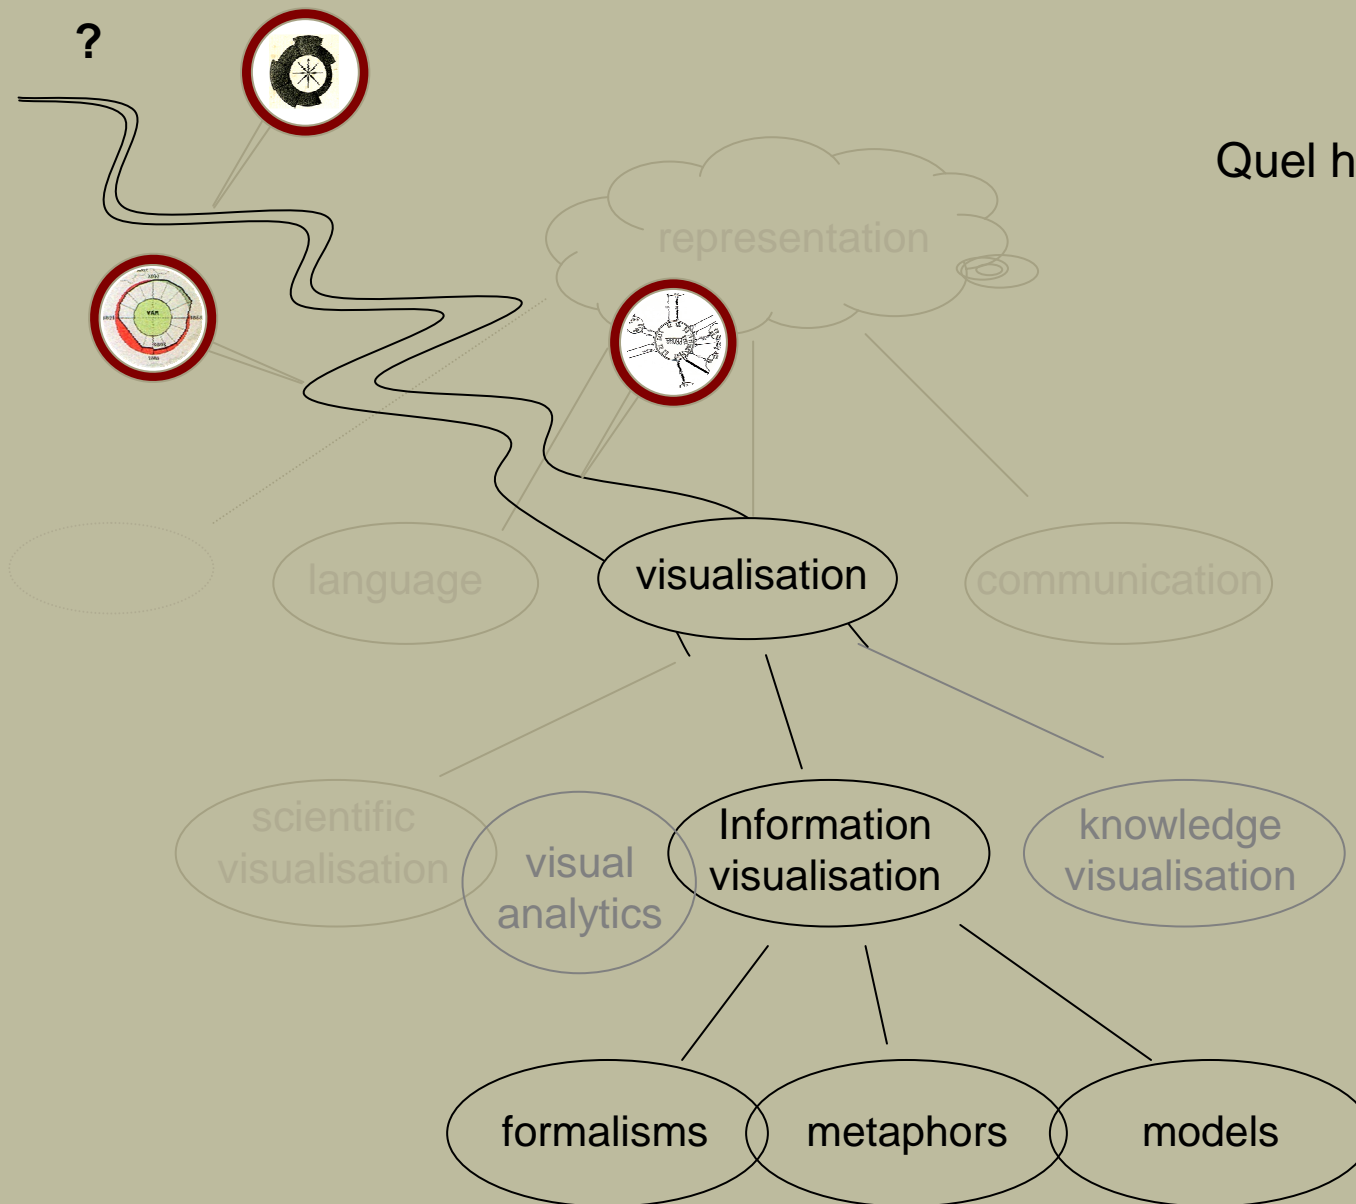 ?
Quel h
representation
language
visualisation
communication
scientific
visualisation
visual
analytics
Information
visualisation
knowledge
visualisation
formalisms
metaphors
models